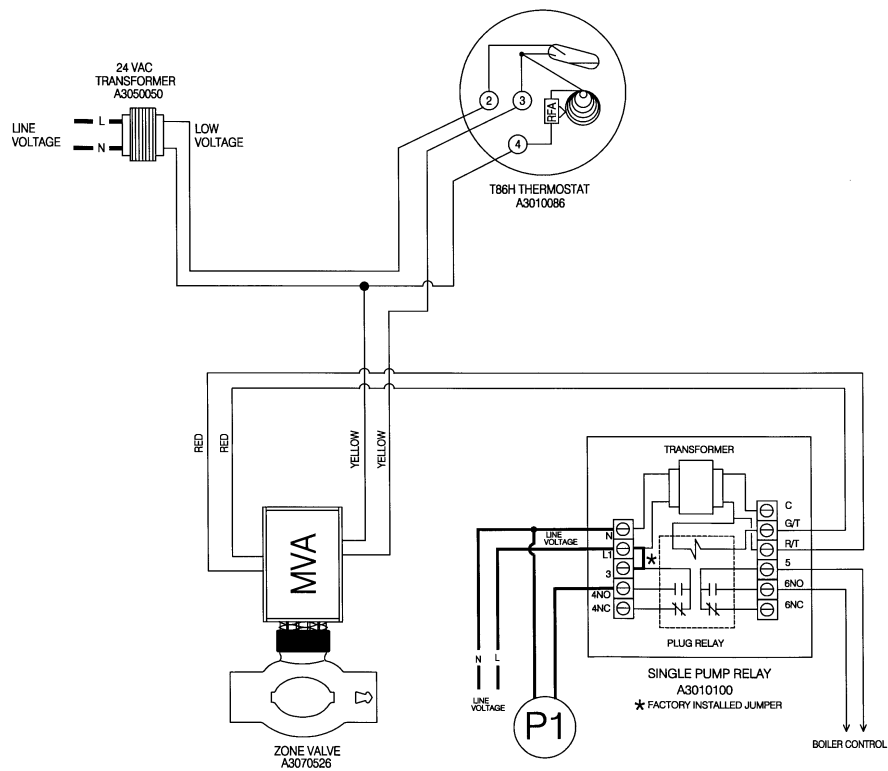 24 VAC
TRANSFORMER
A3050050
LINE
VOLTAGE
L
N
LOW
VOLTAGE
2
3
4
RFA
T86H THERMOSTAT
A3010086
RED
RED
YELLOW
YELLOW
MVA
ZONE VALVE
A3070526
TRANSFORMER
N
L1
3
4NO
4NC
LINE
VOLTAGE
*
C
G/T
R/T
5
6NO
6NC
PLUG RELAY
SINGLE PUMP RELAY
A3010100
* FACTORY INSTALLED JUMPER
N
L
LINE
VOLTAGE
P1
BOILER CONTROL